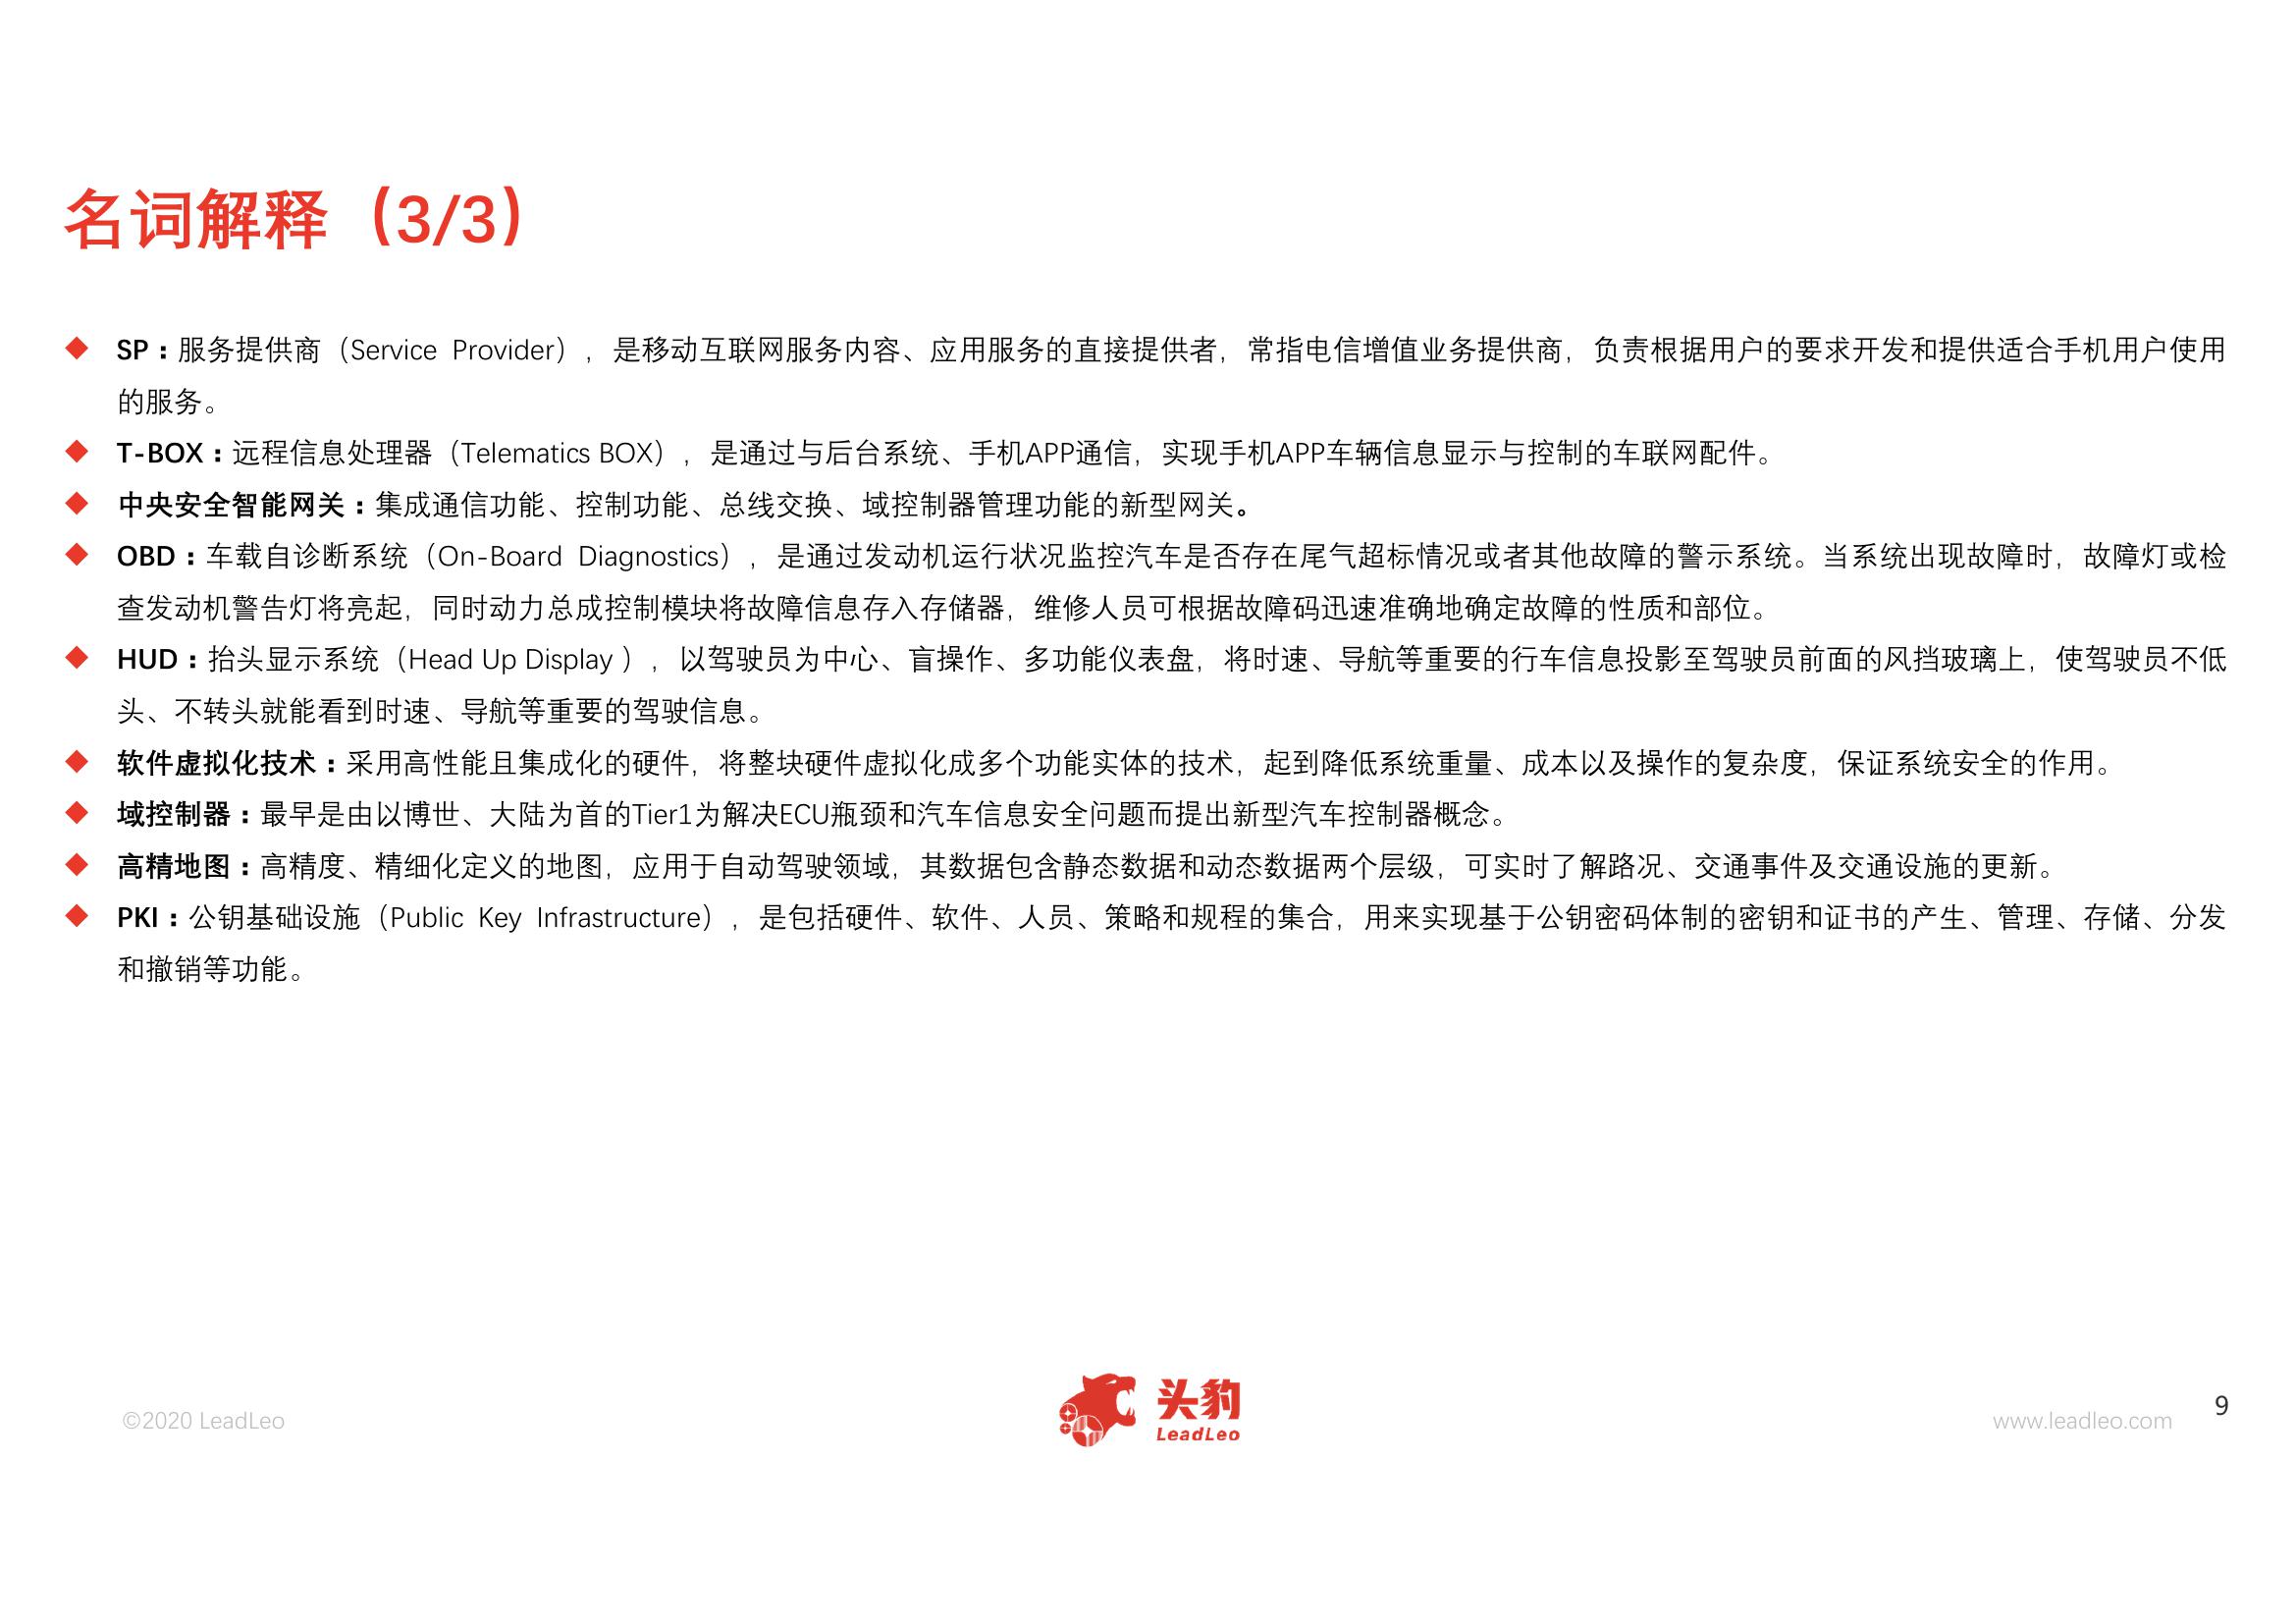 名词解释（3/3）
◆ SP：服务提供商（Service Provider），是移动互联网服务内容、应用服务的直接提供者，常指电信增值业务提供商，负责根据用户的要求开发和提供适合手机用户使用
的服务。
◆ T-BOX：远程信息处理器（Telematics BOX），是通过与后台系统、手机APP通信，实现手机APP车辆信息显示与控制的车联网配件。
◆ 中央安全智能网关：集成通信功能、控制功能、总线交换、域控制器管理功能的新型网关。
◆ OBD：车载自诊断系统（On-Board Diagnostics），是通过发动机运行状况监控汽车是否存在尾气超标情况或者其他故障的警示系统。当系统出现故障时，故障灯或检
查发动机警告灯将亮起，同时动力总成控制模块将故障信息存入存储器，维修人员可根据故障码迅速准确地确定故障的性质和部位。
◆ HUD：抬头显示系统（Head Up Display ），以驾驶员为中心、盲操作、多功能仪表盘，将时速、导航等重要的行车信息投影至驾驶员前面的风挡玻璃上，使驾驶员不低
头、不转头就能看到时速、导航等重要的驾驶信息。
◆ 软件虚拟化技术：采用高性能且集成化的硬件，将整块硬件虚拟化成多个功能实体的技术，起到降低系统重量、成本以及操作的复杂度，保证系统安全的作用。
◆ 域控制器：最早是由以博世、大陆为首的Tier1为解决ECU瓶颈和汽车信息安全问题而提出新型汽车控制器概念。
◆ 高精地图：高精度、精细化定义的地图，应用于自动驾驶领域，其数据包含静态数据和动态数据两个层级，可实时了解路况、交通事件及交通设施的更新。
◆ PKI：公钥基础设施（Public Key Infrastructure），是包括硬件、软件、人员、策略和规程的集合，用来实现基于公钥密码体制的密钥和证书的产生、管理、存储、分发
和撤销等功能。
©2020 LeadLeo
头豹
LeadLeo
www.leadleo.com
9